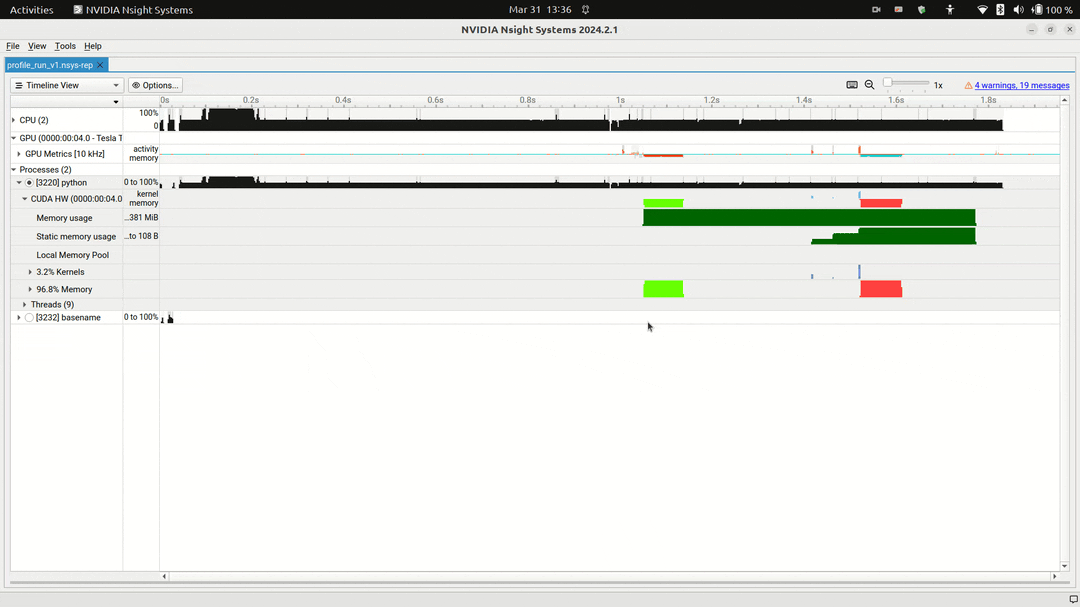 Activities NVIDIA Nsight Systems Mar 31 13:36 100 %
NVIDIA Nsight Systems 2024.2.1
File View Tools Help
profile_run_v1.nsys-rep
Timeline View Options... 1x 4 warnings, 19 messages
0s 0.2s 0.4s 0.6s 0.8s 1s 1.2s 1.4s 1.6s 1.8s
CPU (2) 100% 0
GPU (0000:00:04.0 - Tesla T
GPU Metrics [10 kHz] activity memory
Processes (2)
[3220] python 0 to 100%
CUDA HW (0000:00:04.0 kernel memory
Memory usage ...381 MiB
Static memory usage ...to 108 B
Local Memory Pool
3.2% Kernels
96.8% Memory
Threads (9)
[3232] basename 0 to 100%